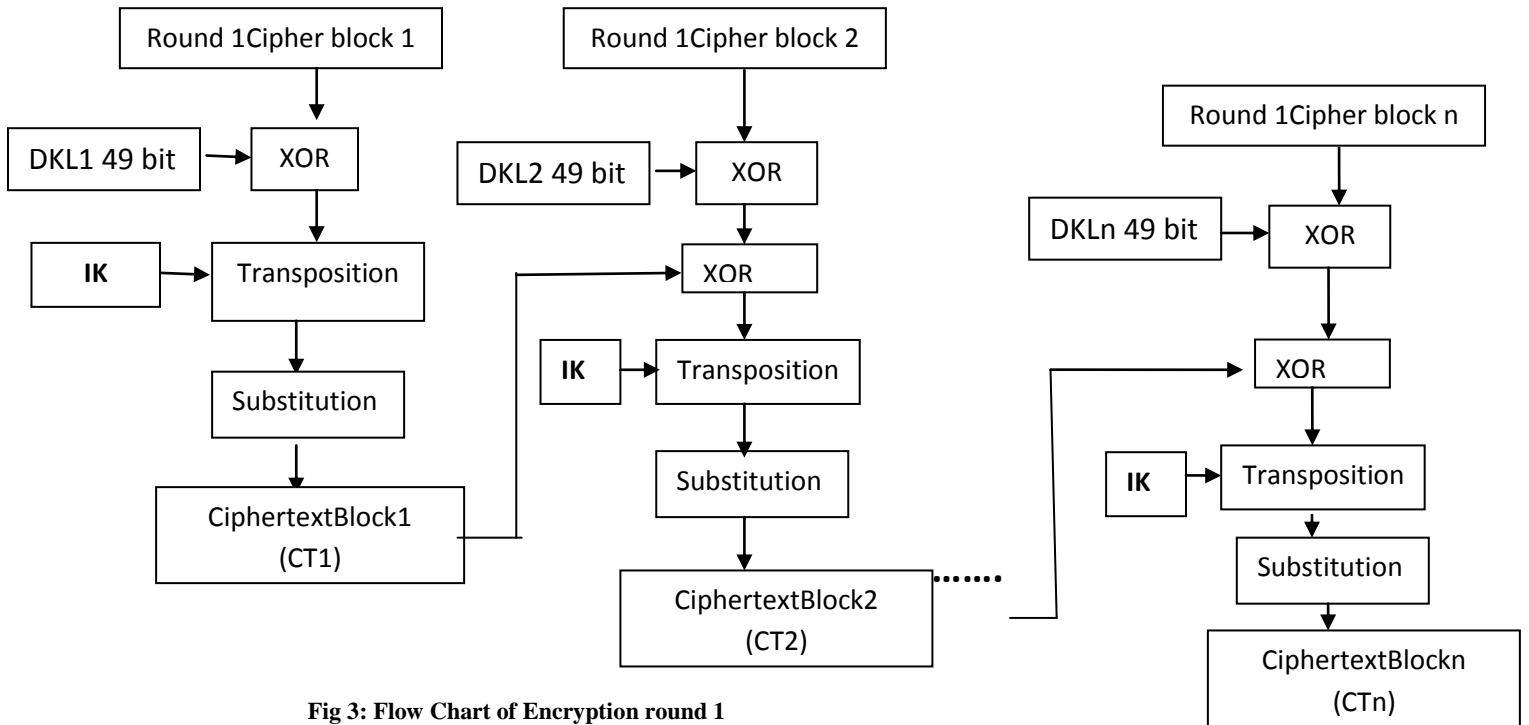 Round 1Cipher block 1
DKL1 49 bit
XOR
IK
Transposition
Substitution
CiphertextBlock1
(CT1)
Round 1Cipher block 2
DKL2 49 bit
XOR
XOR
IK
Transposition
Substitution
CiphertextBlock2
(CT2)
.......
Round 1Cipher block n
DKLn 49 bit
XOR
XOR
IK
Transposition
Substitution
CiphertextBlockn
(CTn)
Fig 3: Flow Chart of Encryption round 1